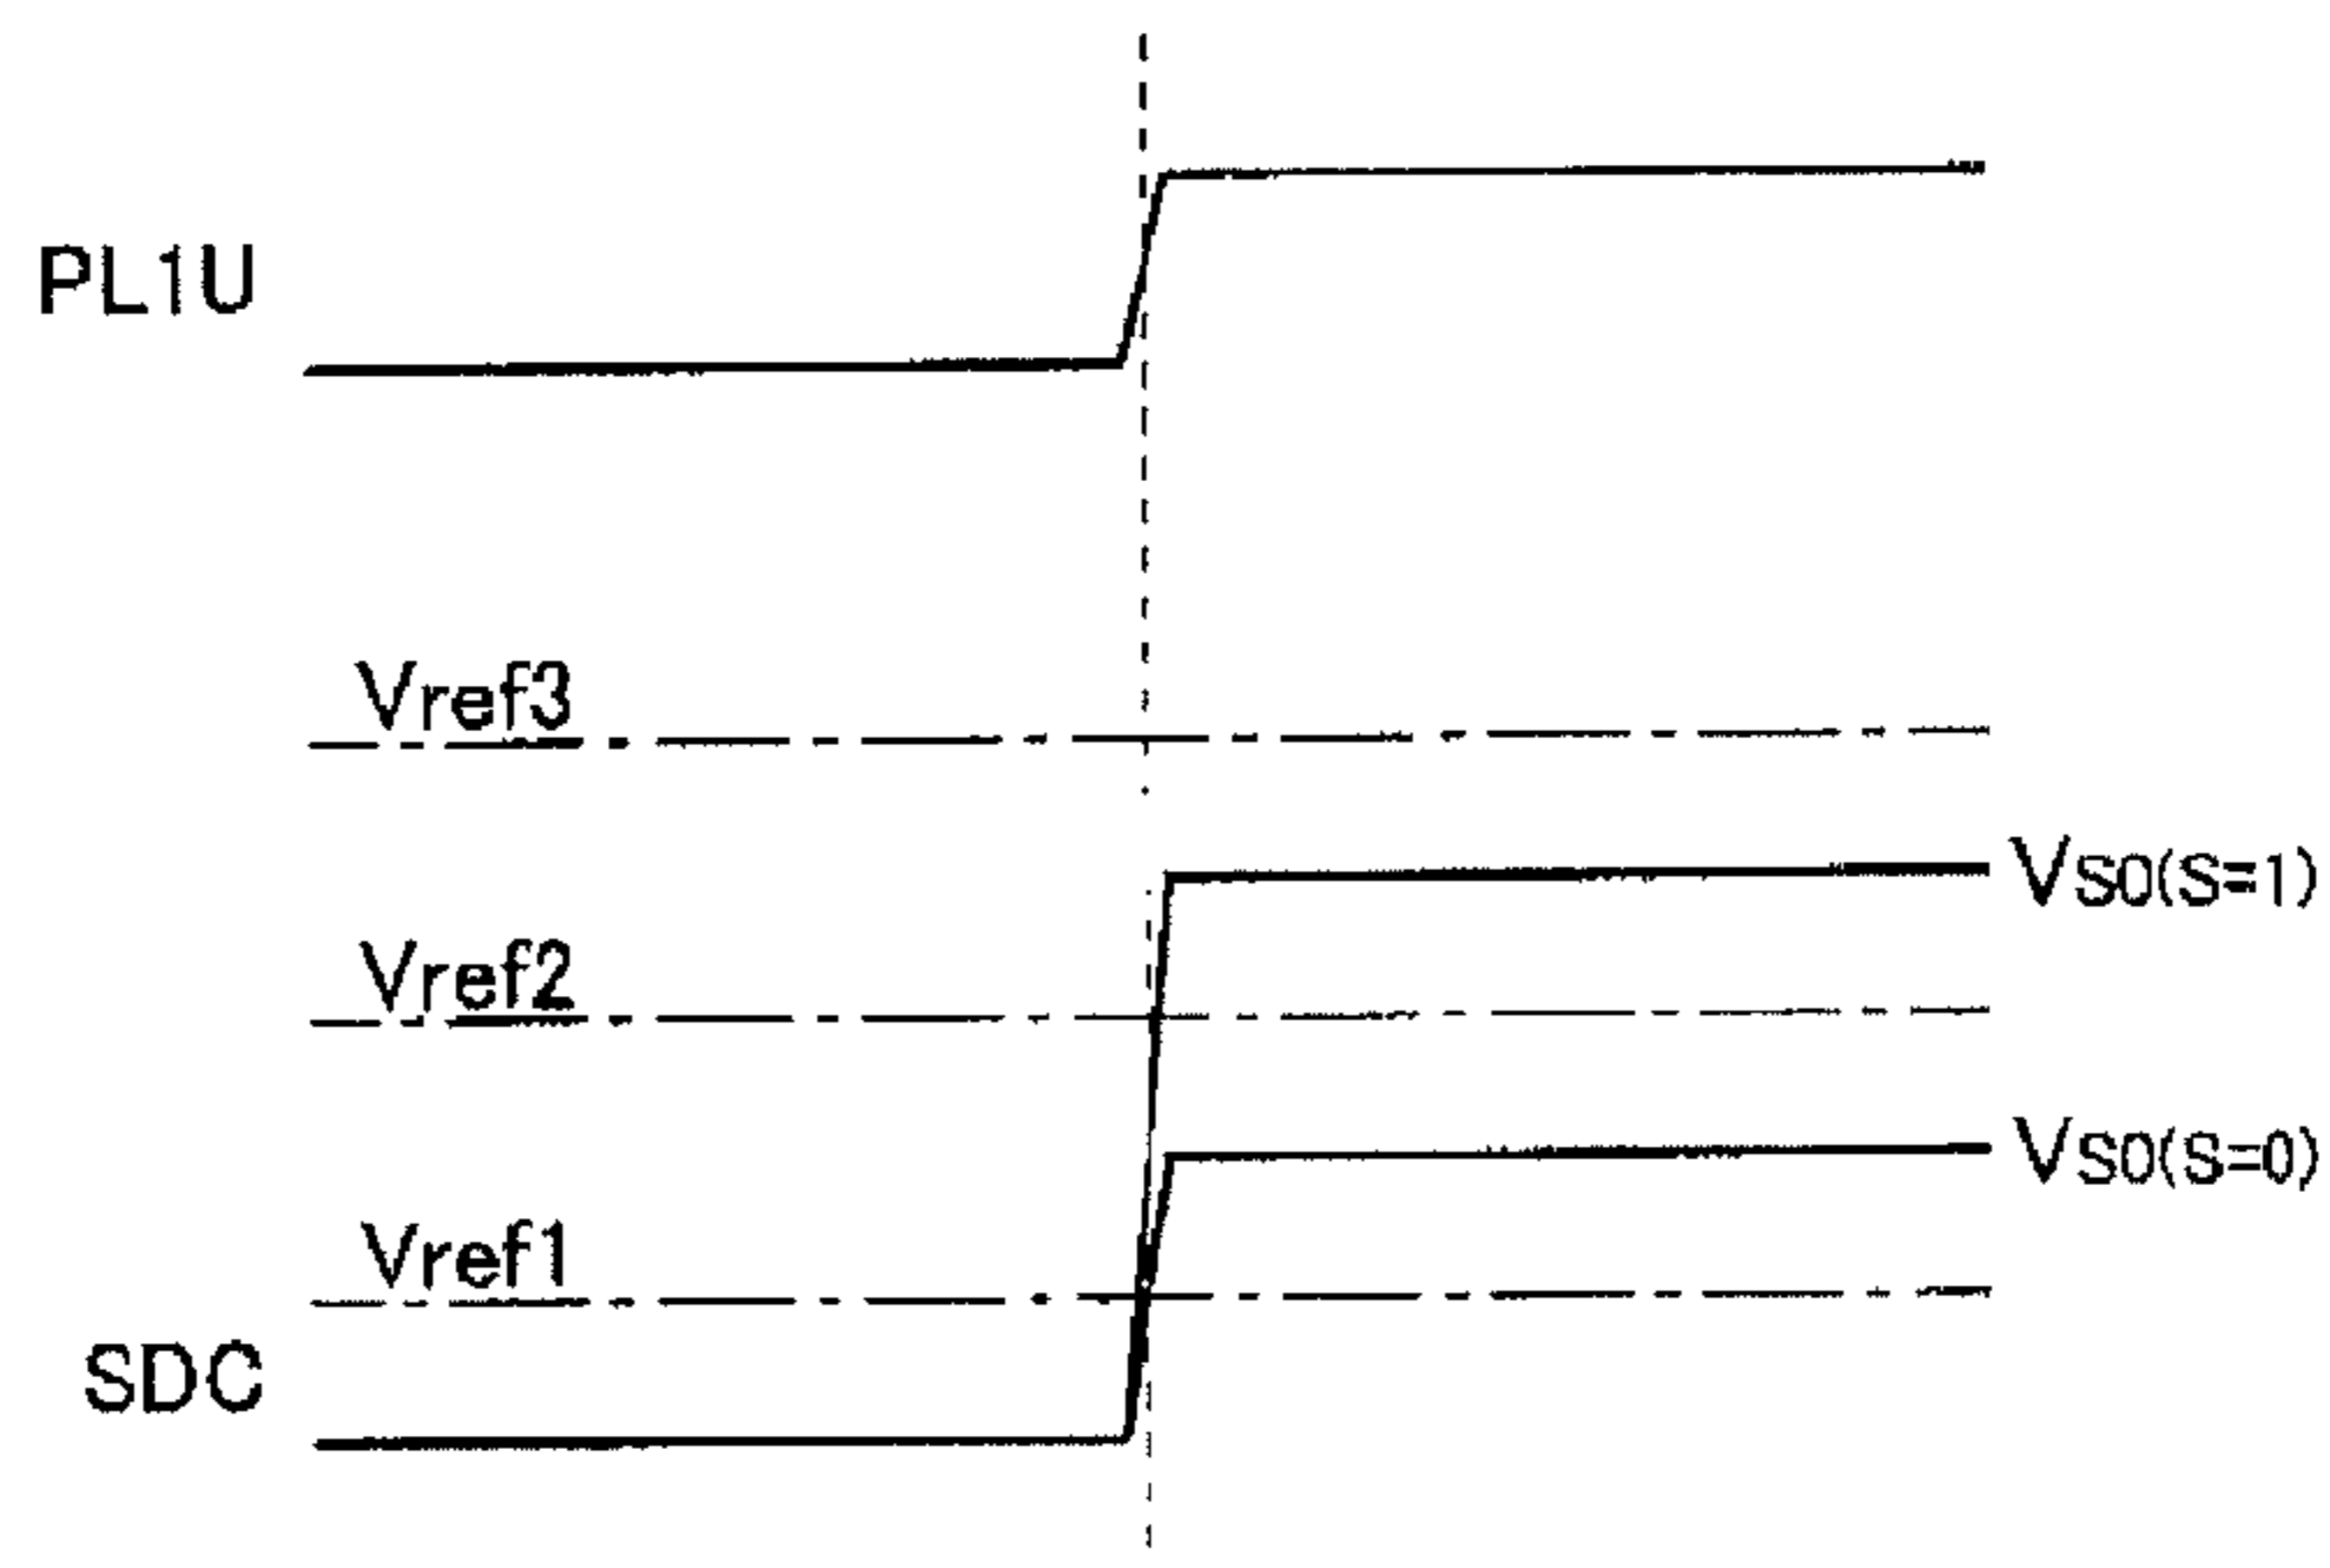 PL1U
Vref3
VS0(S=1)
Vref2
VS0(S=0)
Vref1
SDC